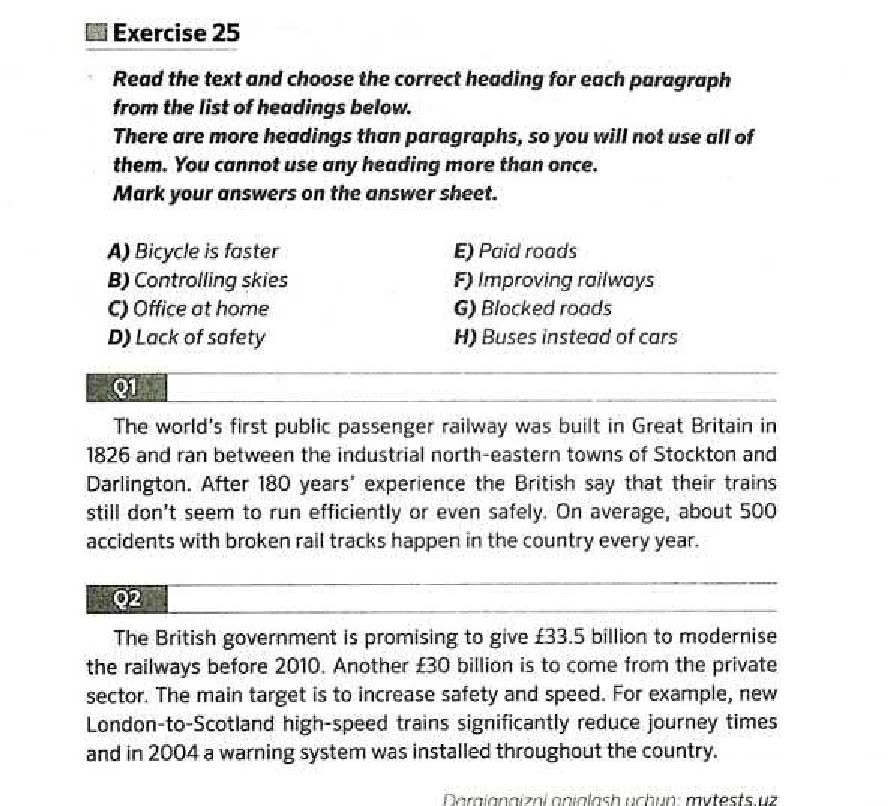 Exercise 25
Read the text and choose the correct heading for each paragraph
from the list of headings below.
There are more headings than paragraphs, so you will not use all of
them. You cannot use any heading more than once.
Mark your answers on the answer sheet.
A) Bicycle is faster
B) Controlling skies
C) Office at home
D) Lack of safety
E) Paid roads
F) Improving railways
G) Blocked roads
H) Buses instead of cars
Q1
The world's first public passenger railway was built in Great Britain in
1826 and ran between the industrial north-eastern towns of Stockton and
Darlington. After 180 years' experience the British say that their trains
still don't seem to run efficiently or even safely. On average, about 500
accidents with broken rail tracks happen in the country every year.
Q2
The British government is promising to give £33.5 billion to modernise
the railways before 2010. Another £30 billion is to come from the private
sector. The main target is to increase safety and speed. For example, new
London-to-Scotland high-speed trains significantly reduce journey times
and in 2004 a warning system was installed throughout the country.
Darajangizni aniqlash uchun: mytests.uz